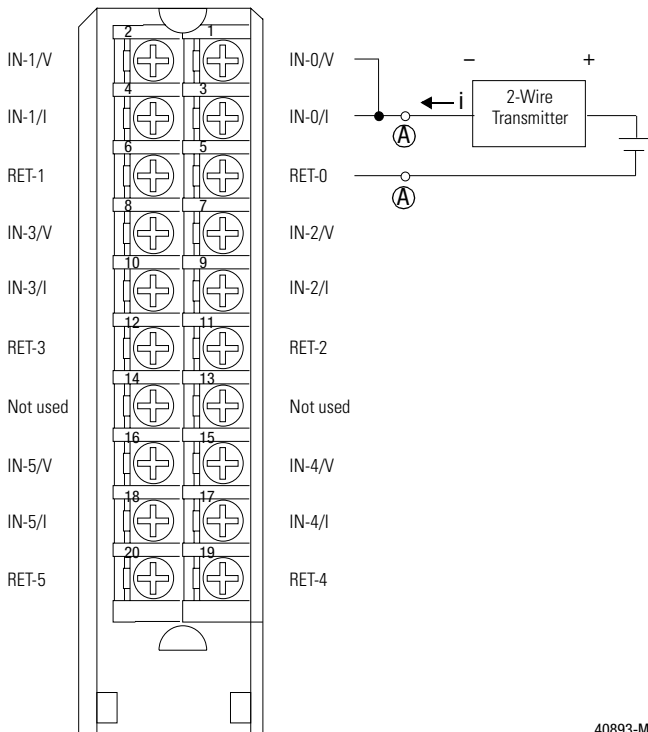 2 1
IN-1/V IN-0/V – +
4 3
IN-1/I IN-0/I i 2-Wire
Transmitter
A
6 5
RET-1 RET-0
A
8 7
IN-3/V IN-2/V
10 9
IN-3/I IN-2/I
12 11
RET-3 RET-2
14 13
Not used Not used
16 15
IN-5/V IN-4/V
18 17
IN-5/I IN-4/I
20 19
RET-5 RET-4
40893-M